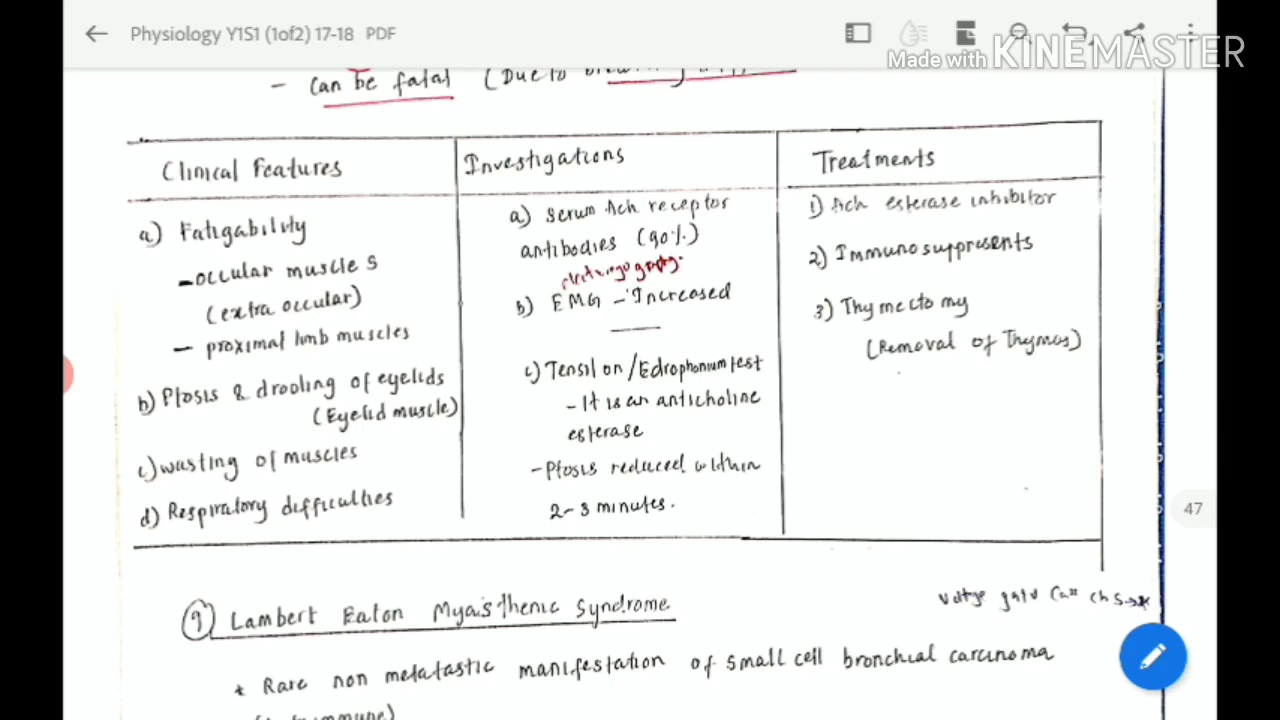 Physiology Y1S1 (1of2) 17-18 PDF
Made with KINEMASTER
- Can be fatal (Due to
Clinical Features
a) Fatigability
- occular muscles
(extra occular)
- proximal limb muscles
b) Ptosis & drooling of eyelids
(Eyelid muscle)
c) wasting of muscles
d) Respiratory difficulties
Investigations
a) serum Ach receptor
antibodies (90%)
b) EMG - Increased
c) Tensilon/Edrophonium test
- It is an anticholine
esterase
- Ptosis reduced within
2-3 minutes.
Treatments
1) Ach esterase inhibitor
2) Immunosuppresents
3) Thymectomy
(Removal of Thymus)
47
9 Lambert Eaton Myasthenic Syndrome
* Rare non metatastic manifestation of small cell bronchial carcinoma